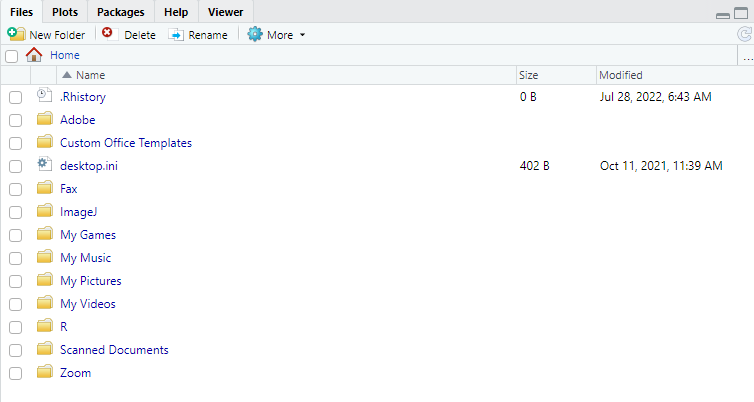 Files Plots Packages Help Viewer
New Folder Delete Rename More
Home ...
Name Size Modified
.Rhistory 0 B Jul 28, 2022, 6:43 AM
Adobe
Custom Office Templates
desktop.ini 402 B Oct 11, 2021, 11:39 AM
Fax
ImageJ
My Games
My Music
My Pictures
My Videos
R
Scanned Documents
Zoom